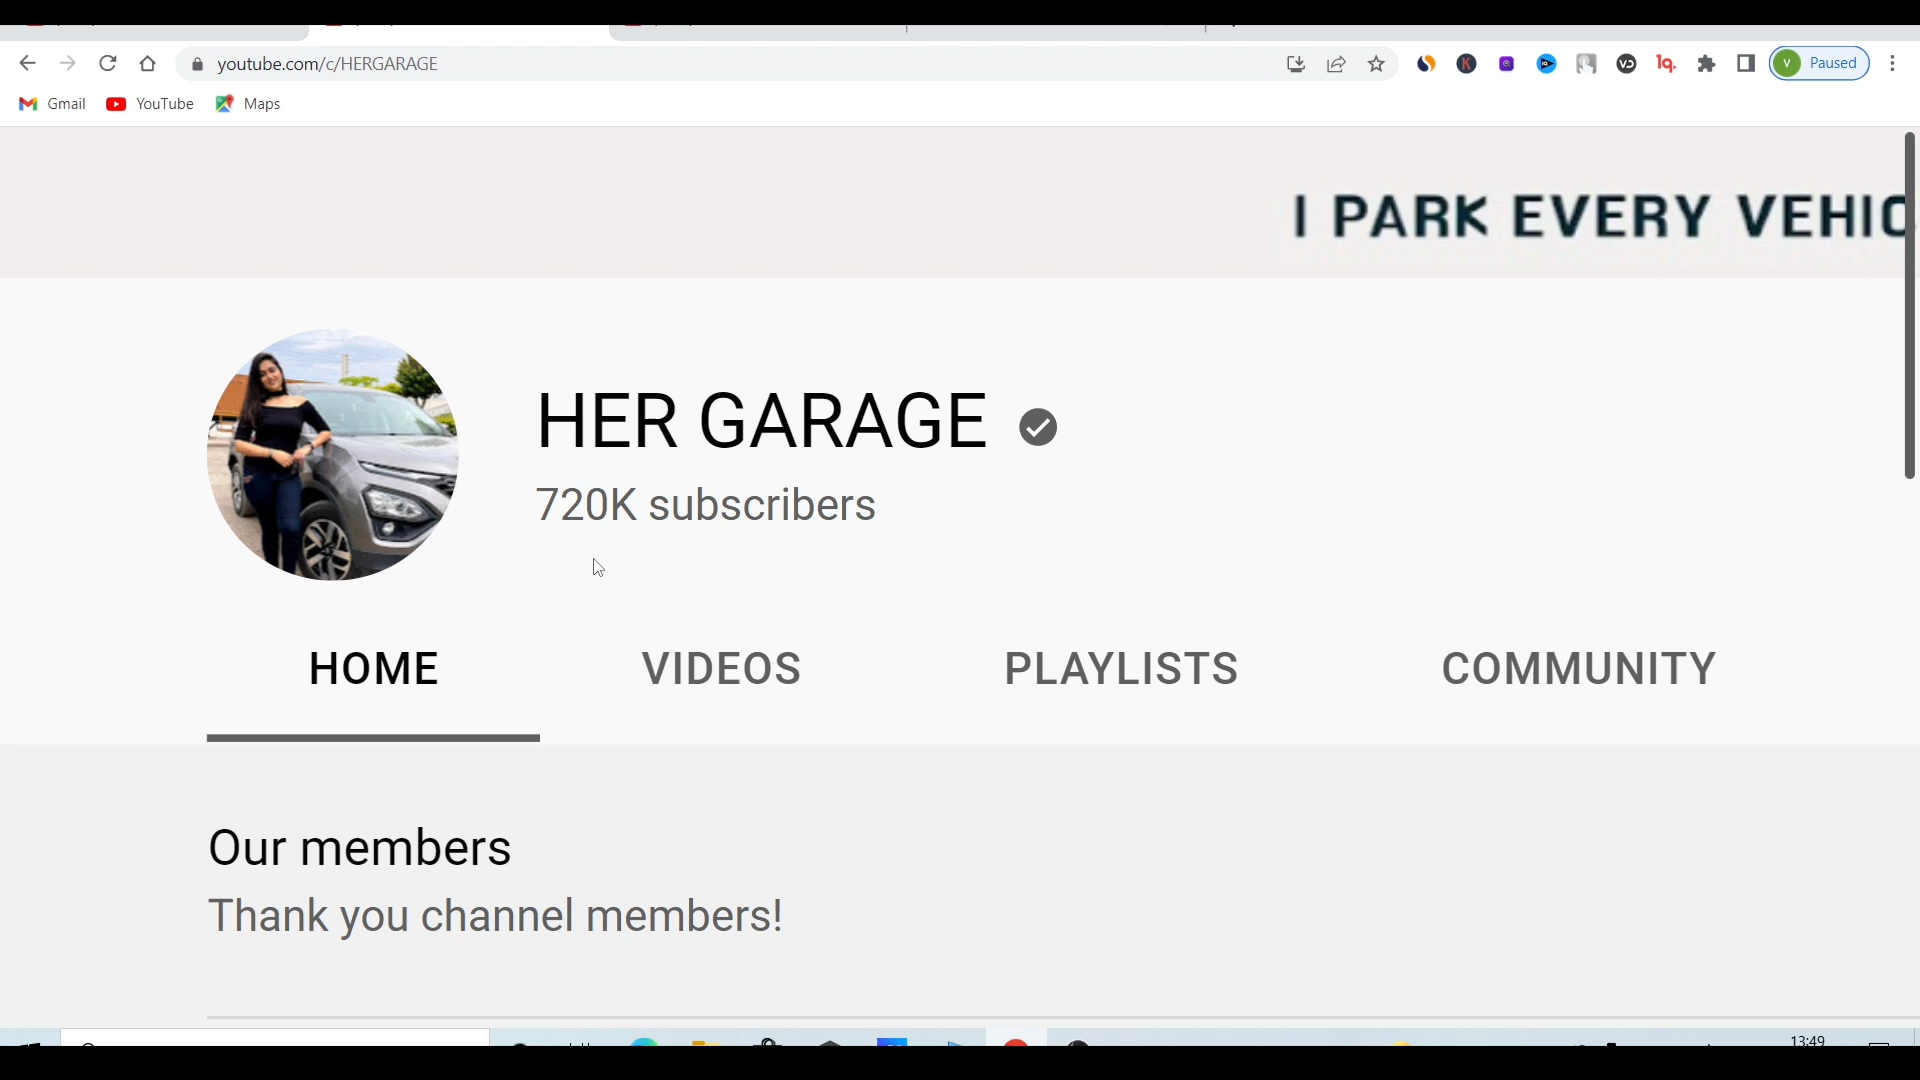 youtube.com/c/HERGARAGE
Paused
Gmail YouTube Maps
I PARK EVERY VEHIC
HER GARAGE
720K subscribers
HOME VIDEOS PLAYLISTS COMMUNITY
Our members
Thank you channel members!
13:49